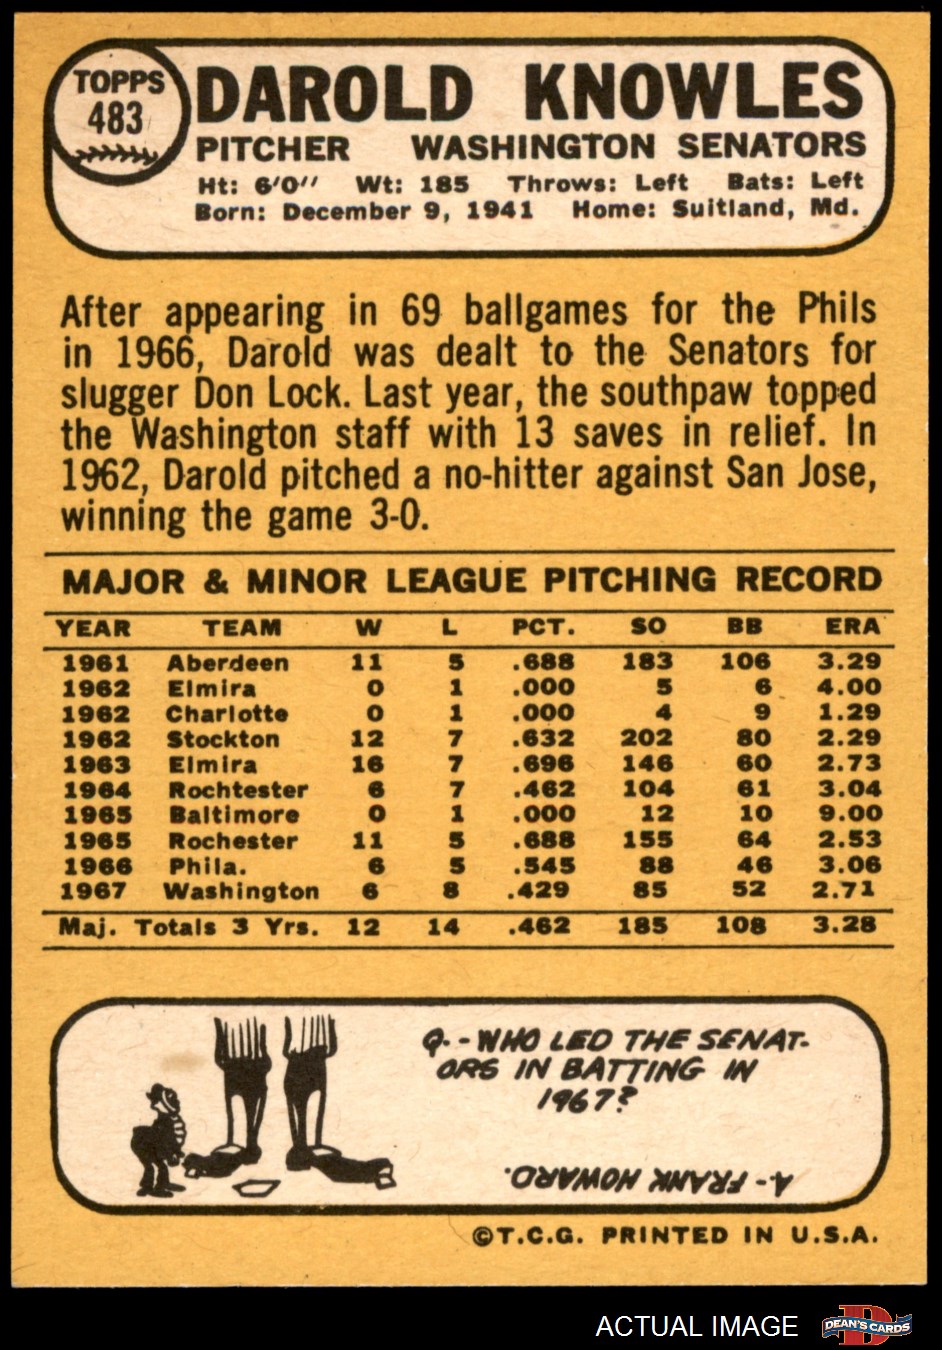 TOPPS
483
DAROLD KNOWLES
PITCHER WASHINGTON SENATORS
Ht: 6'0" Wt: 185 Throws: Left Bats: Left
Born: December 9, 1941 Home: Suitland, Md.
After appearing in 69 ballgames for the Phils
in 1966, Darold was dealt to the Senators for
slugger Don Lock. Last year, the southpaw topped
the Washington staff with 13 saves in relief. In
1962, Darold pitched a no-hitter against San Jose,
winning the game 3-0.
MAJOR & MINOR LEAGUE PITCHING RECORD
YEAR TEAM W L PCT. SO BB ERA
1961 Aberdeen 11 5 .688 183 106 3.29
1962 Elmira 0 1 .000 5 6 4.00
1962 Charlotte 0 1 .000 4 9 1.29
1962 Stockton 12 7 .632 202 80 2.29
1963 Elmira 16 7 .696 146 60 2.73
1964 Rochtester 6 7 .462 104 61 3.04
1965 Baltimore 0 1 .000 12 10 9.00
1965 Rochester 11 5 .688 155 64 2.53
1966 Phila. 6 5 .545 88 46 3.06
1967 Washington 6 8 .429 85 52 2.71
Maj. Totals 3 Yrs. 12 14 .462 185 108 3.28
Q.-WHO LED THE SENAT-
ORS IN BATTING IN
1967?
A-FRANK HOWARD.
©T.C.G. PRINTED IN U.S.A.
ACTUAL IMAGE
D
DEAN'S CARDS